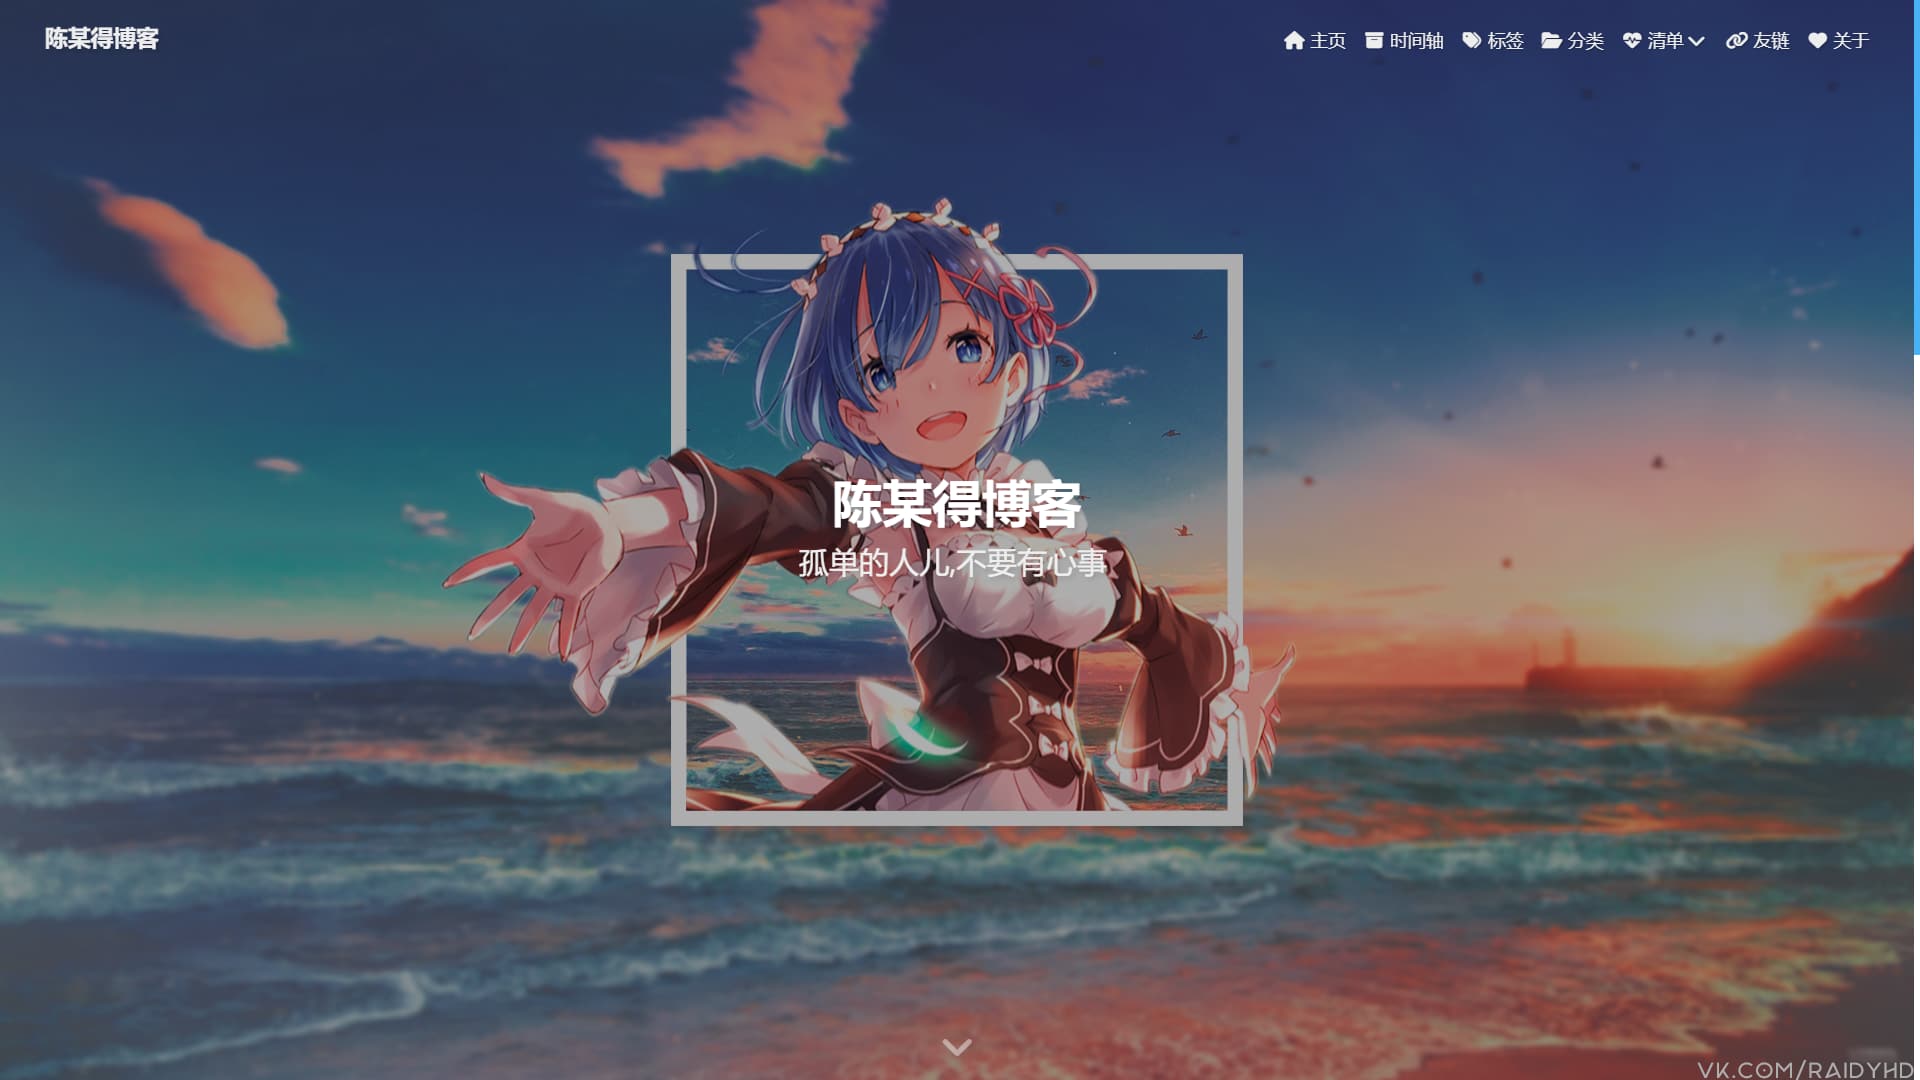 陈某得博客
主页 时间轴 标签 分类 清单 友链 关于
陈某得博客
孤单的人儿,不要有心事
VK.COM/RAIDYHD